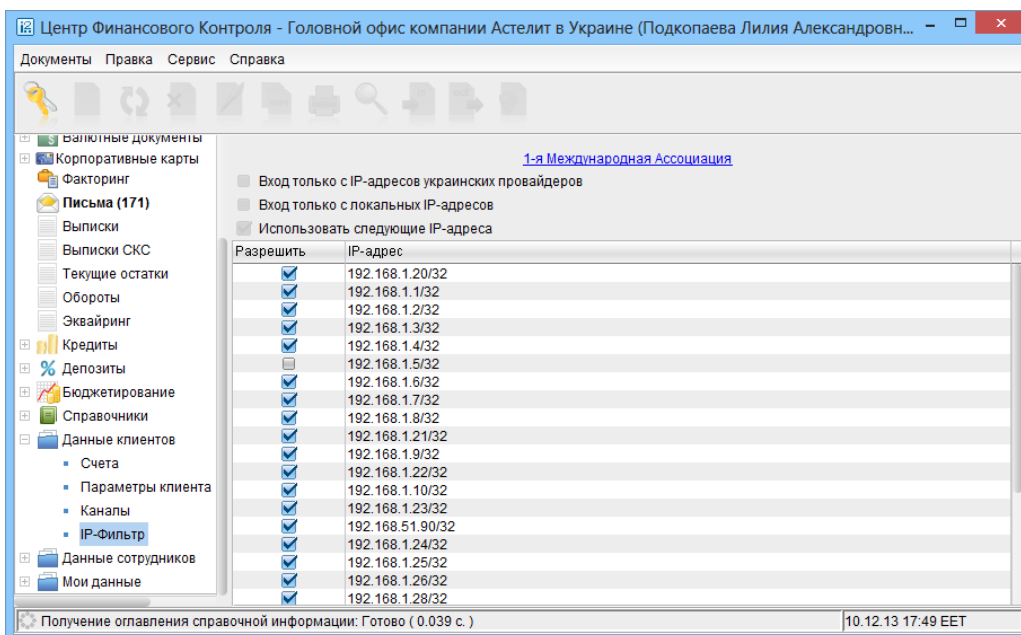 Центр Финансового Контроля - Головной офис компании Астелит в Украине (Подкопаева Лилия Александровн...
Документы Правка Сервис Справка
Валютные документы
Корпоративные карты
Факторинг
Письма (171)
Выписки
Выписки СКС
Текущие остатки
Обороты
Эквайринг
Кредиты
Депозиты
Бюджетирование
Справочники
Данные клиентов
Счета
Параметры клиента
Каналы
IP-Фильтр
Данные сотрудников
Мои данные
1-я Международная Ассоциация
Вход только с IP-адресов украинских провайдеров
Вход только с локальных IP-адресов
Использовать следующие IP-адреса
Разрешить IP-адрес
192.168.1.20/32
192.168.1.1/32
192.168.1.2/32
192.168.1.3/32
192.168.1.4/32
192.168.1.5/32
192.168.1.6/32
192.168.1.7/32
192.168.1.8/32
192.168.1.21/32
192.168.1.9/32
192.168.1.22/32
192.168.1.10/32
192.168.1.23/32
192.168.51.90/32
192.168.1.24/32
192.168.1.25/32
192.168.1.26/32
192.168.1.28/32
Получение оглавления справочной информации: Готово ( 0.039 с. )
10.12.13 17:49 EET